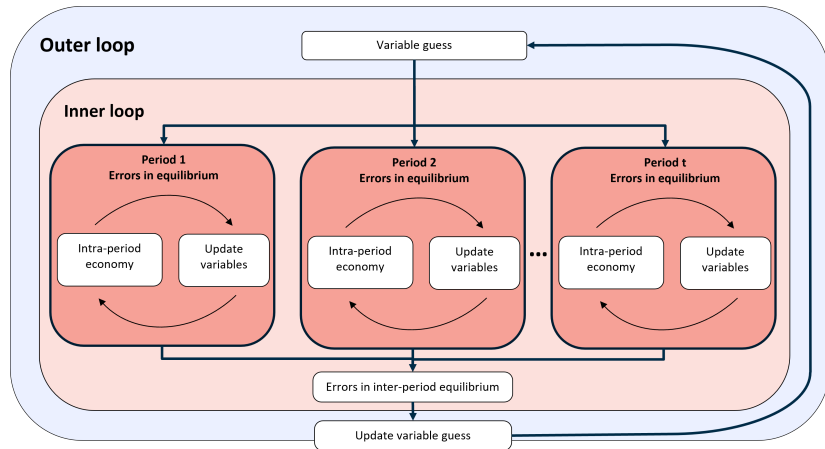 Outer loop
Variable guess
Inner loop
Period 1
Errors in equilibrium
Intra-period
economy
Update
variables
Period 2
Errors in equilibrium
Intra-period
economy
Update
variables
...
Period t
Errors in equilibrium
Intra-period
economy
Update
variables
Errors in inter-period equilibrium
Update variable guess